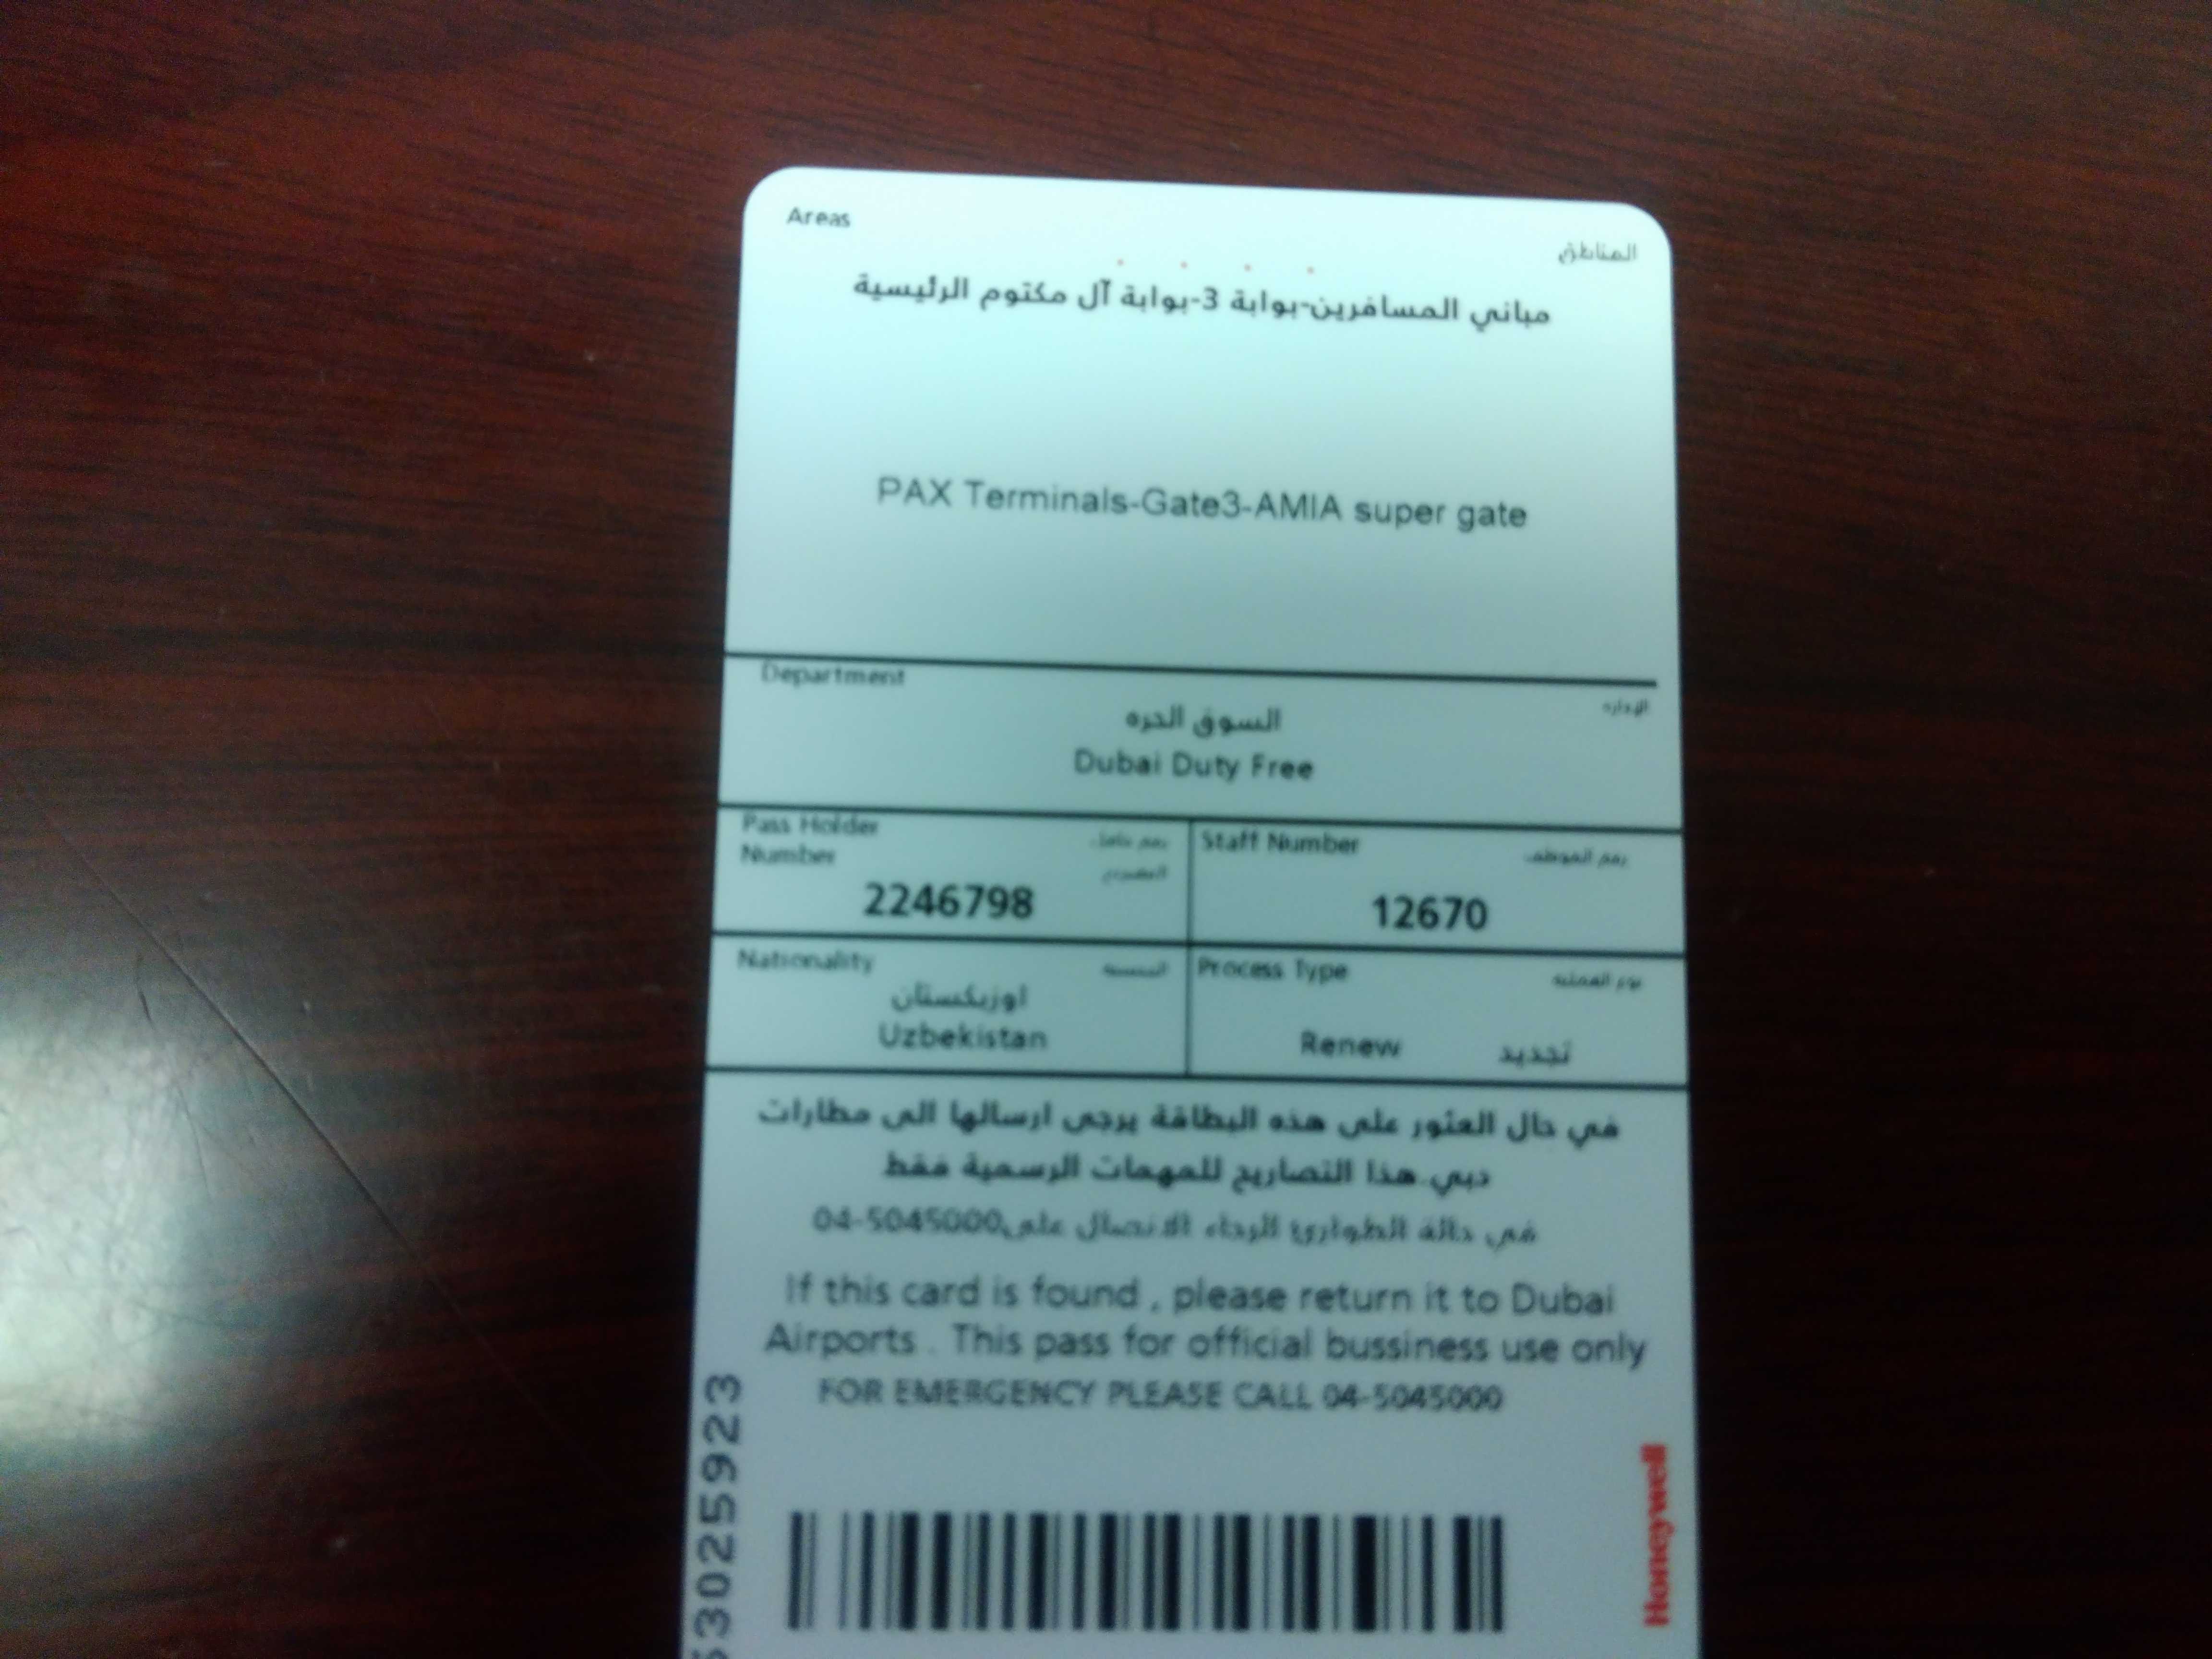 Areas
المناطق
مباني المسافرين-بوابة 3-بوابة آل مكتوم الرئيسية
PAX Terminals-Gate3-AMIA super gate
Department
الإدارة
السوق الحره
Dubai Duty Free
Pass Holder رقم حامل
Number التصريح
2246798
Staff Number رقم الموظف
12670
Nationality الجنسية
اوزبكستان
Uzbekistan
Process Type نوع العملية
Renew تجديد
في حال العثور على هذه البطاقة يرجى ارسالها الى مطارات
دبي.هذا التصاريح للمهمات الرسمية فقط
في حالة الطوارئ الرجاء الاتصال على04-5045000
If this card is found , please return it to Dubai
Airports . This pass for official bussiness use only
FOR EMERGENCY PLEASE CALL 04-5045000
53025923
Honeywell